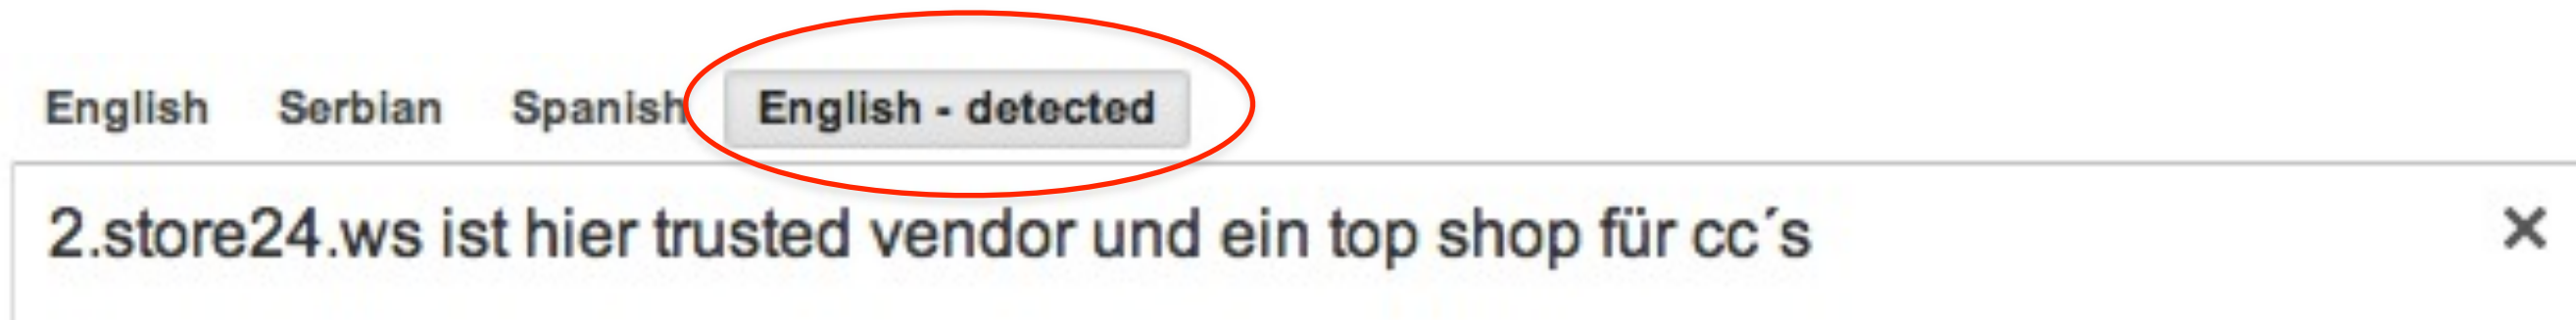 English Serbian Spanish English - detected
2.store24.ws ist hier trusted vendor und ein top shop für cc´s ×